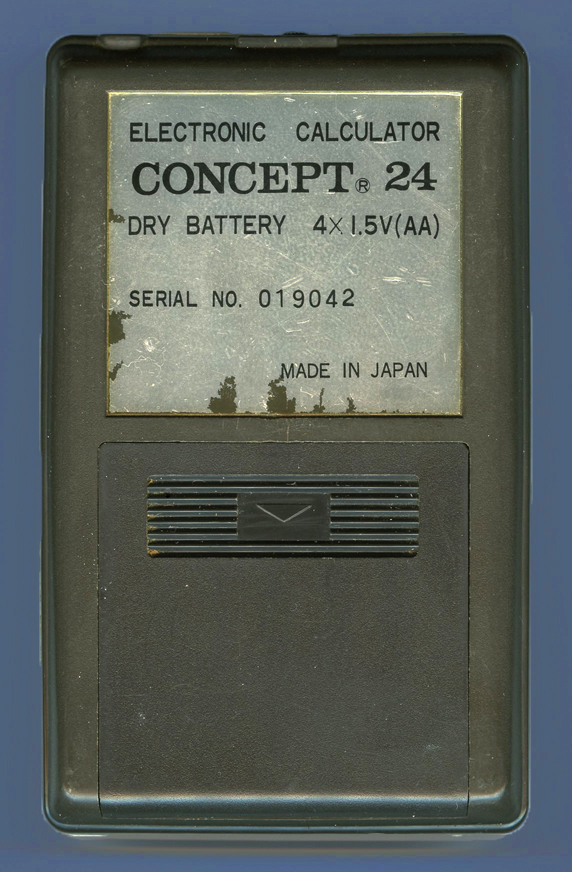 ELECTRONIC CALCULATOR
CONCEPT® 24
DRY BATTERY 4×1.5V(AA)
SERIAL NO. 019042
MADE IN JAPAN